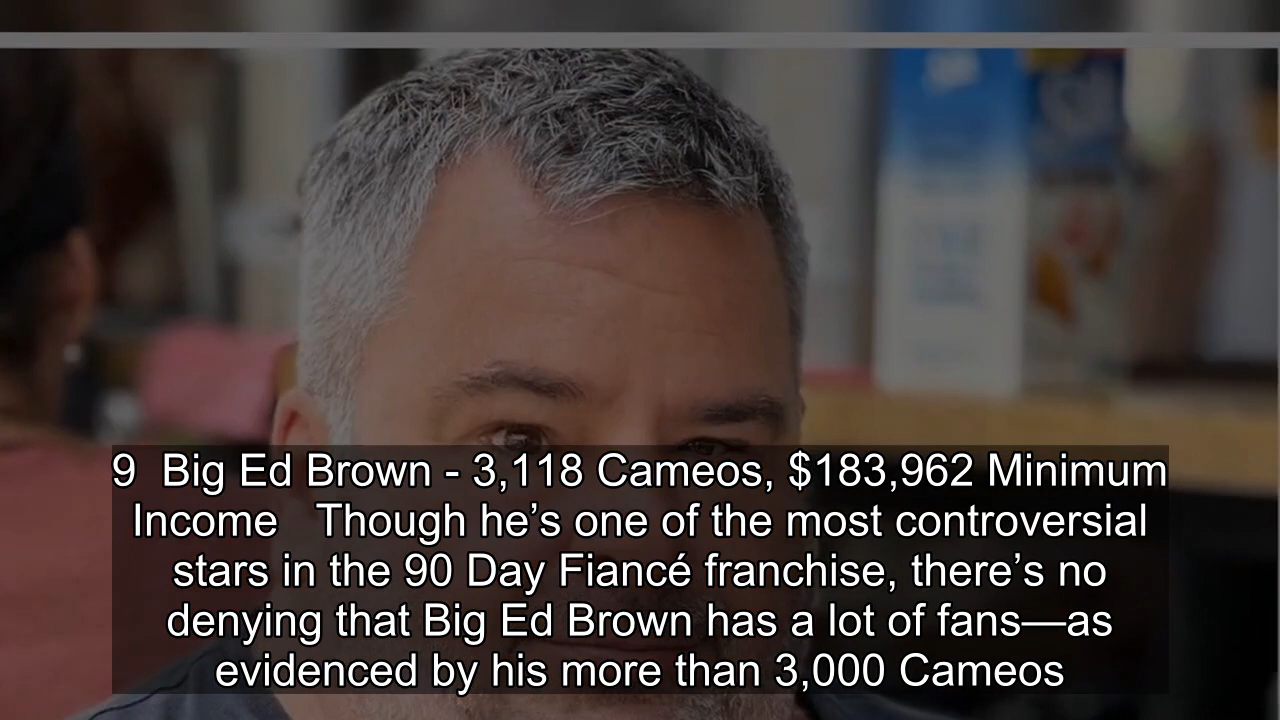 9  Big Ed Brown - 3,118 Cameos, $183,962 Minimum
Income   Though he’s one of the most controversial
stars in the 90 Day Fiancé franchise, there’s no
denying that Big Ed Brown has a lot of fans—as
evidenced by his more than 3,000 Cameos